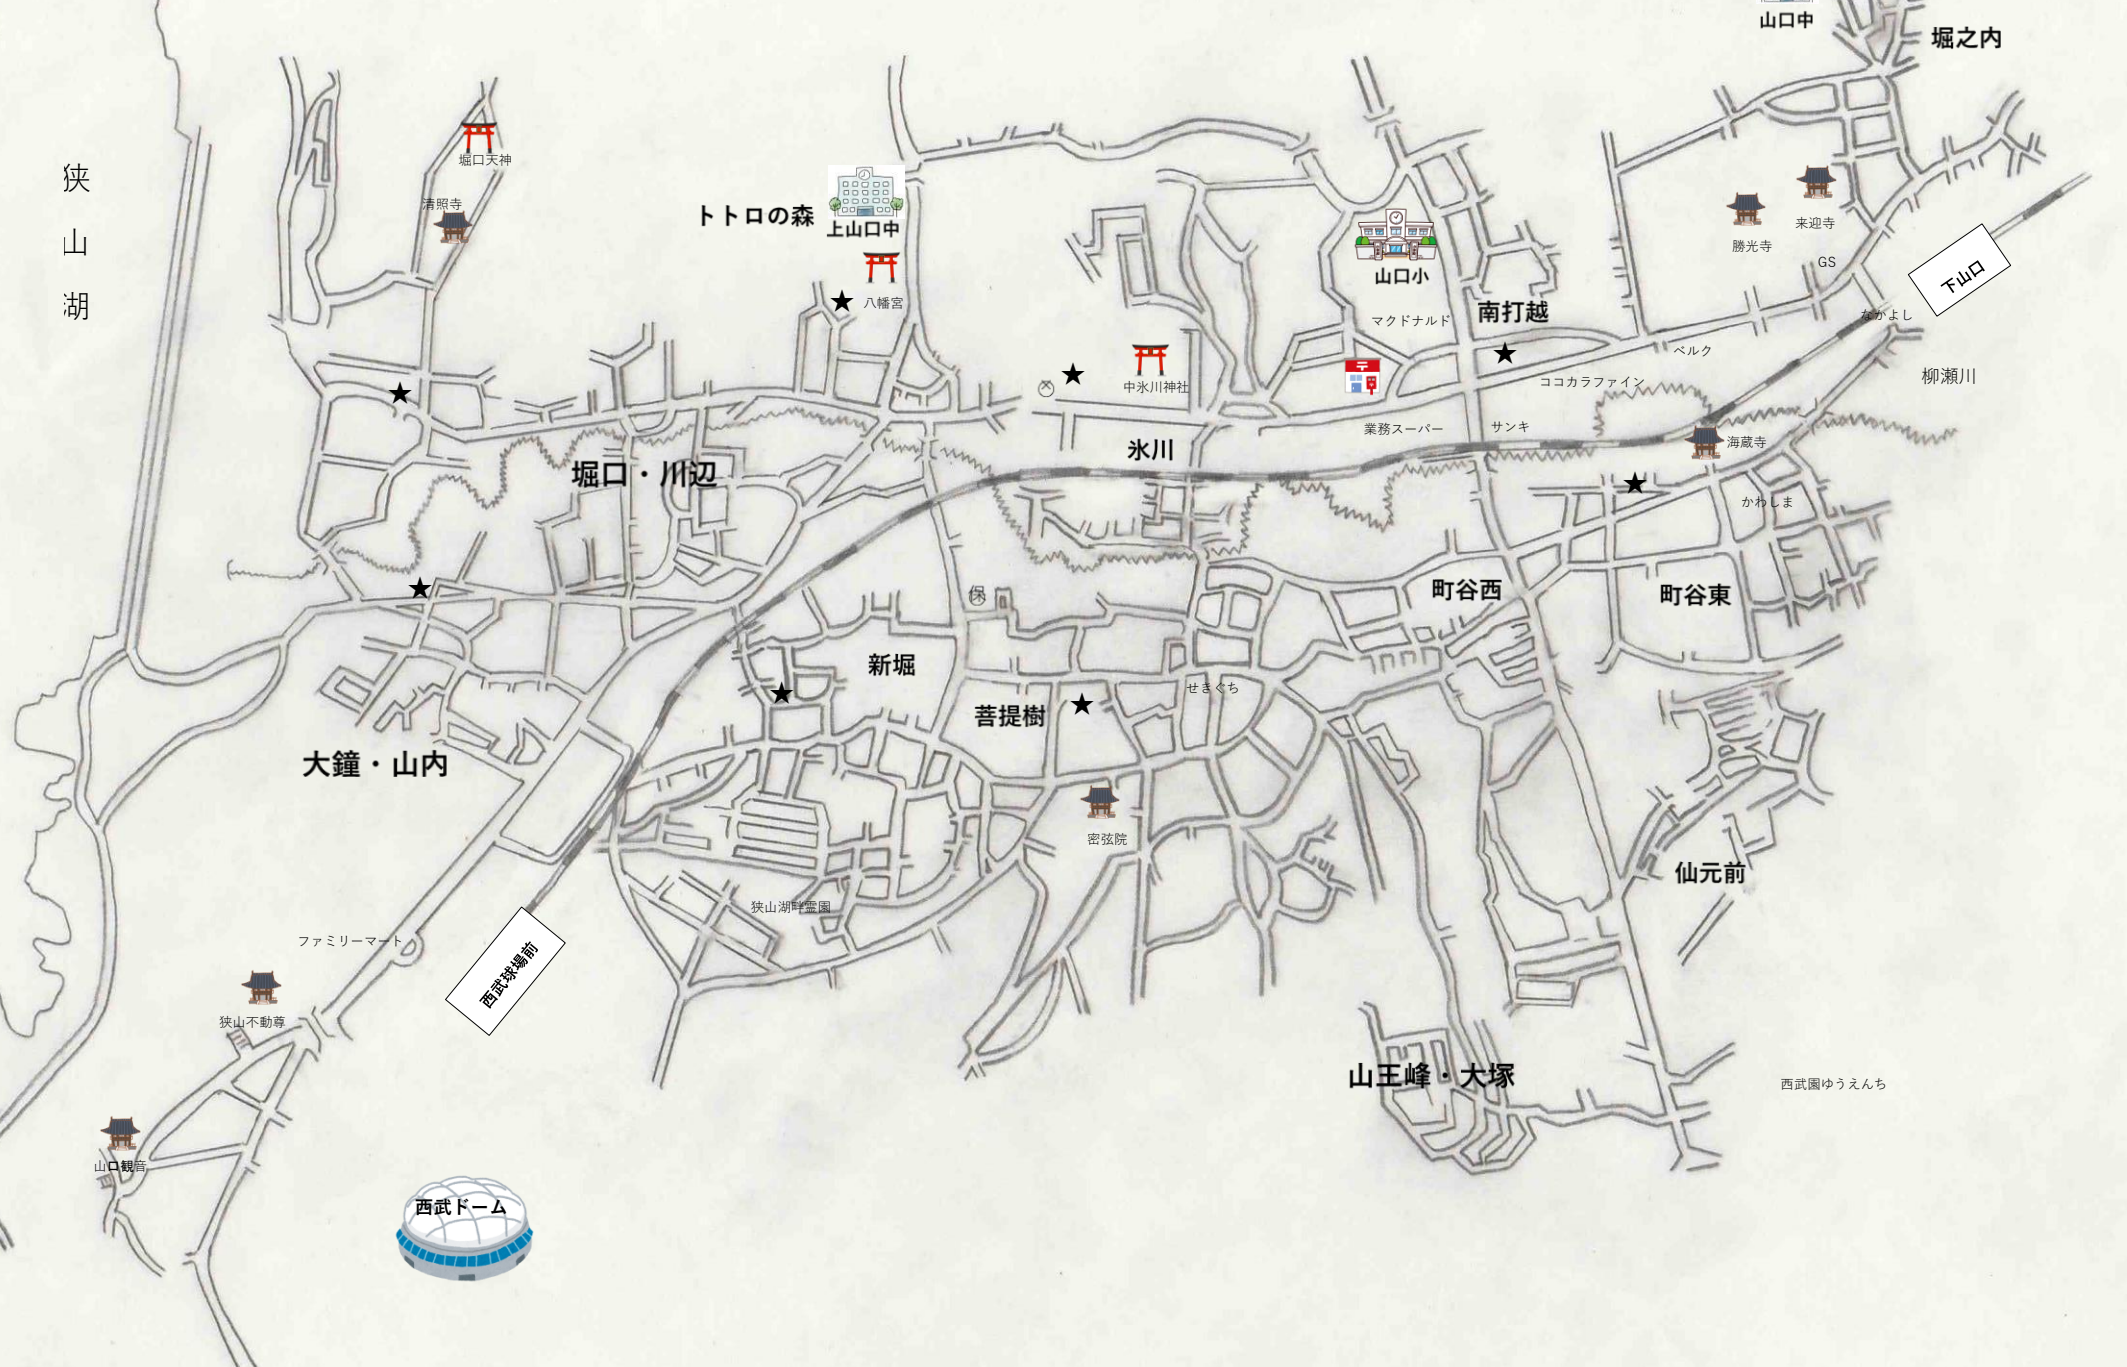 山口中
堀之内
堀口天神
狭
山
湖
清照寺
トトロの森
上山口中
来迎寺
勝光寺
GS
山口小
下山口
八幡宮
南打越
マクドナルド
なかよし
ベルク
〒
中氷川神社
ココカラファイン
柳瀬川
業務スーパー
サンキ
海蔵寺
氷川
堀口・川辺
かわしま
保
町谷西
町谷東
新堀
せきぐち
菩提樹
大鐘・山内
密弦院
仙元前
狭山湖畔霊園
ファミリーマート
西武球場前
狭山不動尊
山王峰・大塚
西武園ゆうえんち
山口観音
西武ドーム